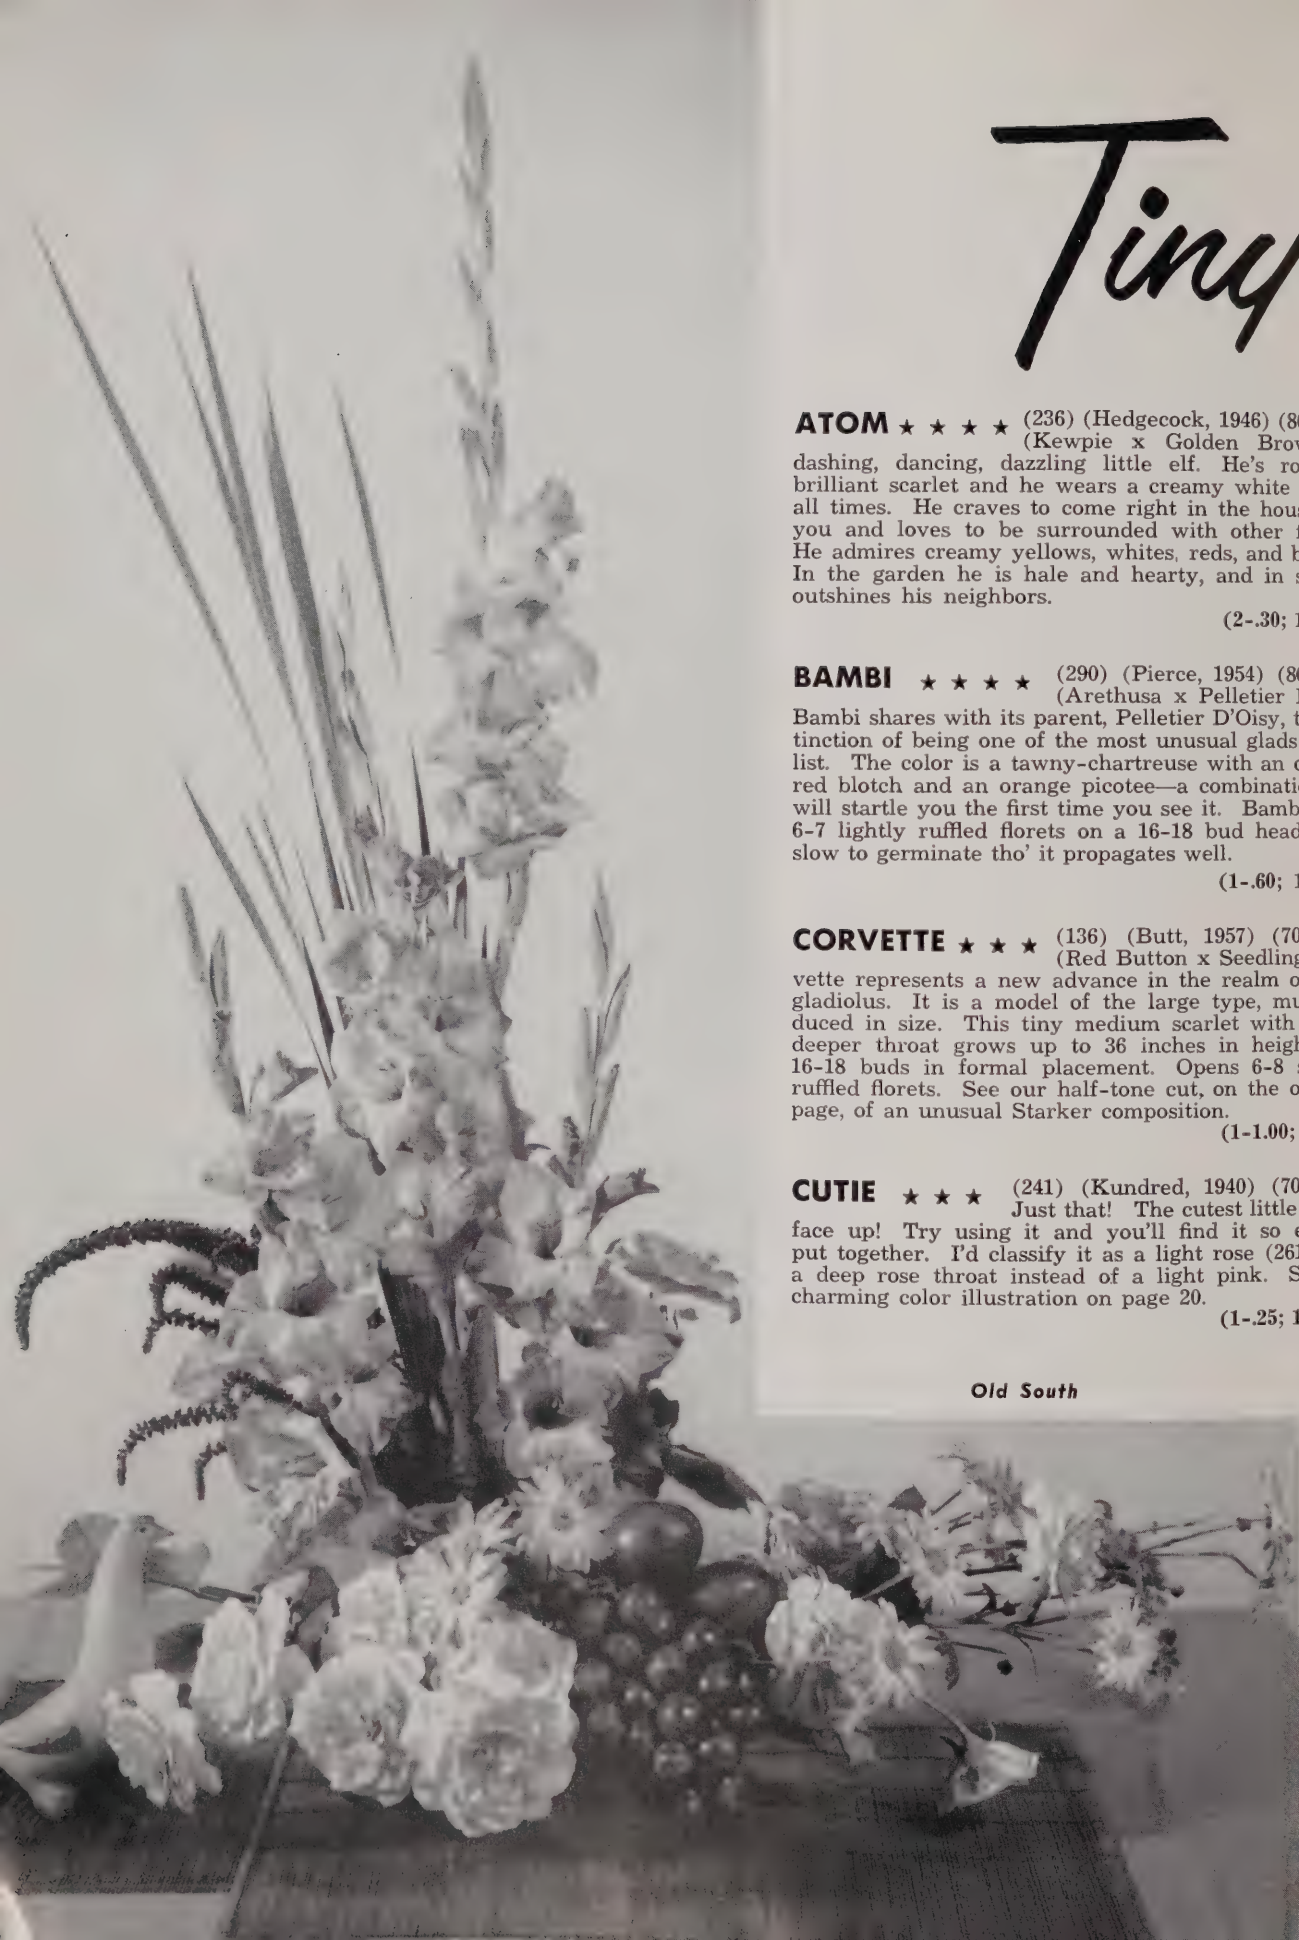 Tiny
ATOM ★ ★ ★ ★ (236) (Hedgecock, 1946)
(Kewpie x Golden
dashing, dancing, dazzling little elf. He's
brilliant scarlet and he wears a creamy white
all times. He craves to come right in the
you and loves to be surrounded with other
He admires creamy yellows, whites, reds, and
In the garden he is hale and hearty, and in
outshines his neighbors.
(2-.30;
BAMBI ★ ★ ★ ★ (290) (Pierce, 1954)
(Arethusa x Pelletier
Bambi shares with its parent, Pelletier D'Oisy,
tinction of being one of the most unusual glads
list. The color is a tawny-chartreuse with an
red blotch and an orange picotee—a
will startle you the first time you see it.
6-7 lightly ruffled florets on a 16-18 bud
slow to germinate tho' it propagates well.
(1-.60;
CORVETTE ★ ★ ★ (136) (Butt, 1957)
(Red Button x Seedling
vette represents a new advance in the realm
gladiolus. It is a model of the large type,
duced in size. This tiny medium scarlet with
deeper throat grows up to 36 inches in
16-18 buds in formal placement. Opens 6-8
ruffled florets. See our half-tone cut, on the
page, of an unusual Starker composition.
(1-1.00;
CUTIE ★ ★ ★ (241) (Kundred, 1940)
Just that! The cutest little
face up! Try using it and you'll find it so
put together. I'd classify it as a light rose
a deep rose throat instead of a light pink.
charming color illustration on page 20.
(1-.25;
Old South